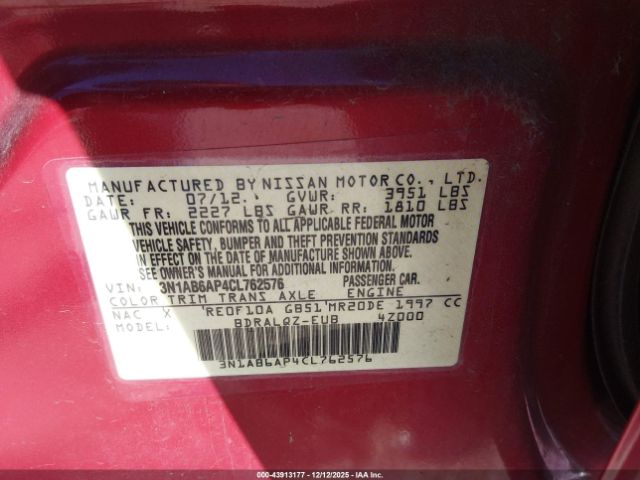 MANUFACTURED BY NISSAN MOTOR CO., LTD.
DATE: 07/12. GVWR: 3951 LBS
GAWR FR: 2227 LBS GAWR RR: 1810 LBS
THIS VEHICLE CONFORMS TO ALL APPLICABLE FEDERAL MOTOR
VEHICLE SAFETY, BUMPER AND THEFT PREVENTION STANDARDS
IN EFFECT ON THE DATE OF MANUFACTURE SHOWN ABOVE.
SEE OWNER'S MANUAL FOR ADDITIONAL INFORMATION.
VIN: 3N1AB6AP4CL762576 PASSENGER CAR.
COLOR TRIM TRANS AXLE ENGINE
NAC X RE0F10A GB51 MR20DE 1997 CC
MODEL: BDRALQZ-EUB 4Z000
3N1AB6AP4CL762576
000-43913177 - 12/12/2025 - IAAI.com